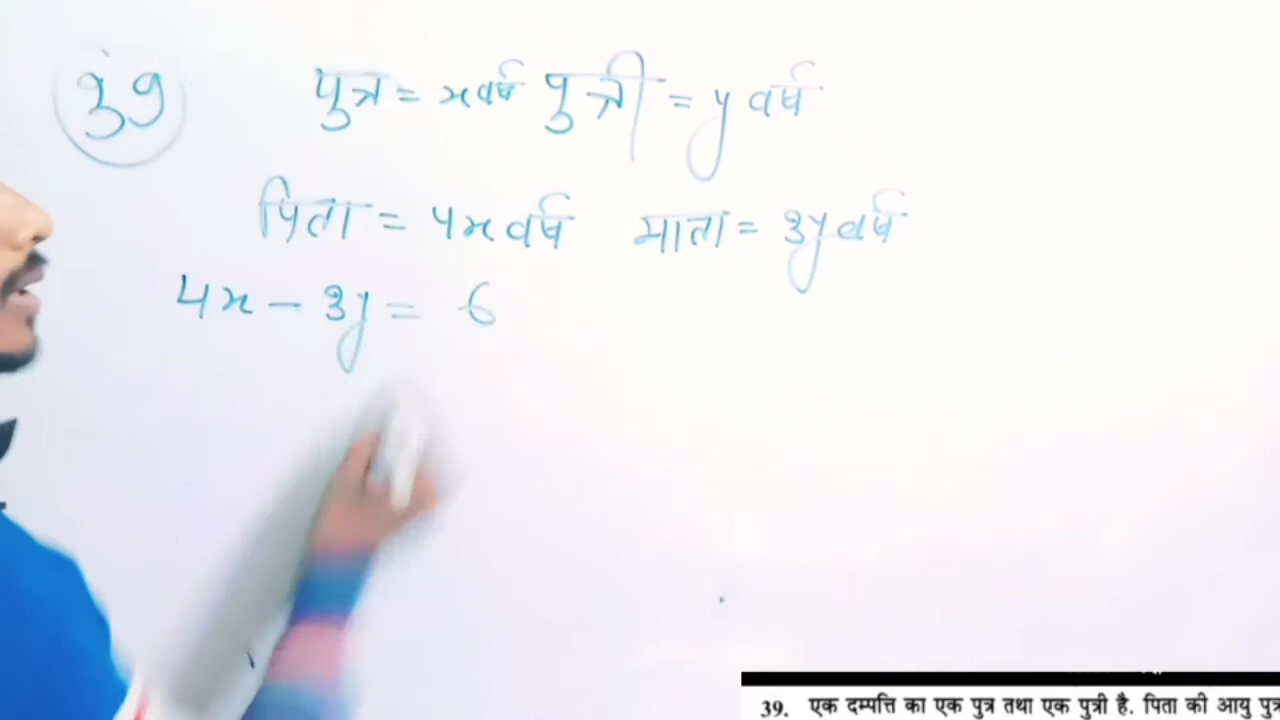 39 पुत्र = x वर्ष पुत्री = y वर्ष
पिता = 4x वर्ष माता = 3y वर्ष
4x - 3y = 6
39. एक दम्पत्ति का एक पुत्र तथा एक पुत्री है. पिता की आयु